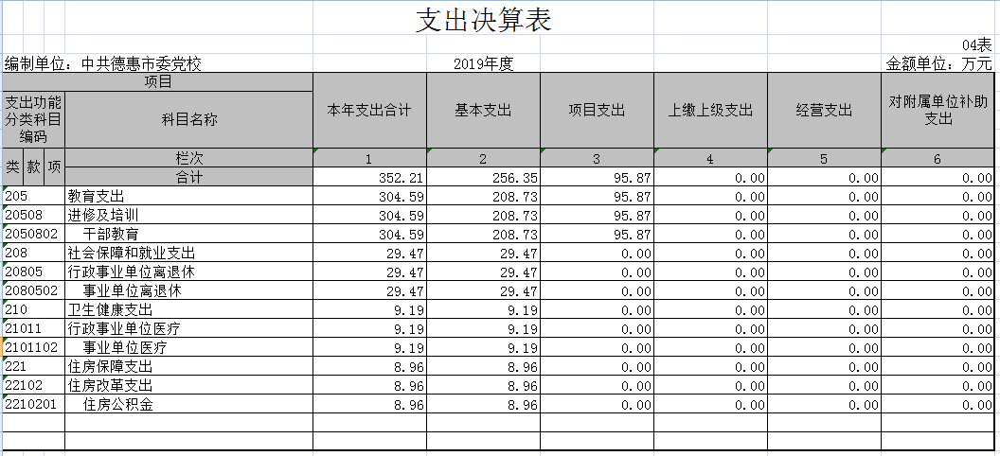 支出决算表
04表
编制单位：中共德惠市委党校 2019年度 金额单位：万元
项目 本年支出合计 基本支出 项目支出 上缴上级支出 经营支出 对附属单位补助支出
支出功能分类科目编码 科目名称
类 款 项 栏次 1 2 3 4 5 6
合计 352.21 256.35 95.87 0.00 0.00 0.00
205 教育支出 304.59 208.73 95.87 0.00 0.00 0.00
20508 进修及培训 304.59 208.73 95.87 0.00 0.00 0.00
2050802 干部教育 304.59 208.73 95.87 0.00 0.00 0.00
208 社会保障和就业支出 29.47 29.47 0.00 0.00 0.00 0.00
20805 行政事业单位离退休 29.47 29.47 0.00 0.00 0.00 0.00
2080502 事业单位离退休 29.47 29.47 0.00 0.00 0.00 0.00
210 卫生健康支出 9.19 9.19 0.00 0.00 0.00 0.00
21011 行政事业单位医疗 9.19 9.19 0.00 0.00 0.00 0.00
2101102 事业单位医疗 9.19 9.19 0.00 0.00 0.00 0.00
221 住房保障支出 8.96 8.96 0.00 0.00 0.00 0.00
22102 住房改革支出 8.96 8.96 0.00 0.00 0.00 0.00
2210201 住房公积金 8.96 8.96 0.00 0.00 0.00 0.00